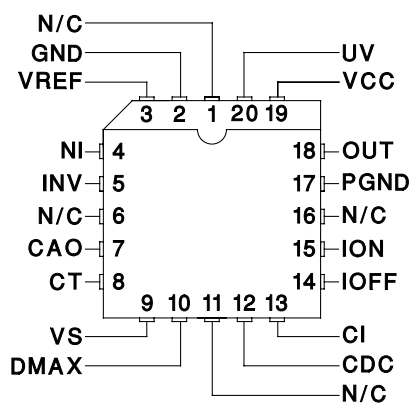 N/C
GND UV
VREF VCC
3 2 1 20 19
NI 4 18 OUT
INV 5 17 PGND
N/C 6 16 N/C
CAO 7 15 ION
CT 8 14 IOFF
9 10 11 12 13
VS CI
DMAX CDC
N/C